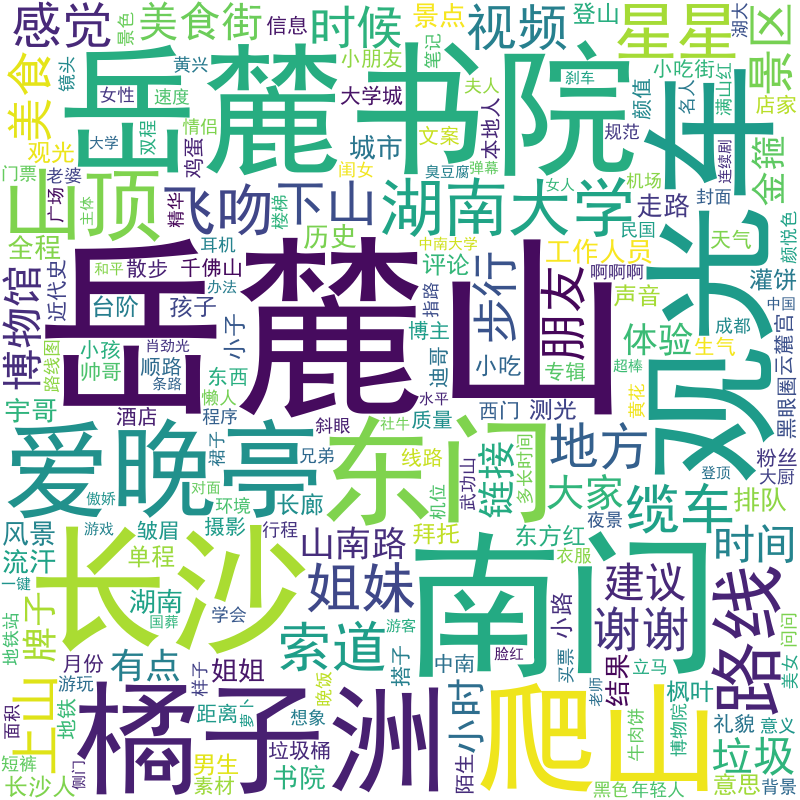 感觉
美食街
信息
时候
景点
视频
登山
湖大
星星
景区
景色
镜头
黄兴
小朋友
笔记
刹车
小吃街
名人
满山红
店家
美食
岳麓书院
车
女性
速度
大学城
夫人
颜值
双程
情侣
文案
本地人
规范
大学
鸡蛋
城市
臭豆腐
弹幕
连续剧
金箍
观光
门票
老婆
闺女
女人
机场
封面
广场
主体
山顶
精华
飞吻
楼梯
下山
湖南大学
走路
民国
天气
颜悦色
全程
耳机
历史
中南大学
工作人员
灌饼
博物馆
近代史
和平
散步
千佛山
办法
评论
指路
步行
朋友
啊啊啊
声音
中国
台阶
孩子
岳麓山
博主
体验
成都
云麓宫
黑眼圈
观光
小孩
肖劲光
小子
迪哥
小吃
专辑
生气
路线图
帅哥
顺路
条路
东西
懒人
水平
超棒
宇哥
酒店
程序
斜眼
社牛
质量
西门
测光
黄花
粉丝
大厨
爱晚亭
裙子
兄弟
东门
线路
武功山
多长时间
链接
地方
大家
缆车
登顶
排队
傲娇
对面
环境
长廊
机位
夜景
风景
游戏
皱眉
摄影
行程
拜托
东方红
衣服
时间
流汗
单程
山南路
一键
长沙
南门
姐妹
建议
路线
地铁站
牌子
湖南
国葬
学会
索道
游客
小路
谢谢
问问
美女
上山
月份
有点
姐姐
搭子
中南
脸红
买票
结果
立马
游玩
样子
晚饭
小时
老师
枫叶
面积
地铁
橘子洲
距离
萝卜
想象
爬山
牛肉饼
博物院
礼貌
意义
短裤
侧门
男生
垃圾桶
陌生
垃圾
长沙人
素材
书院
黑色
年轻人
意思
背景